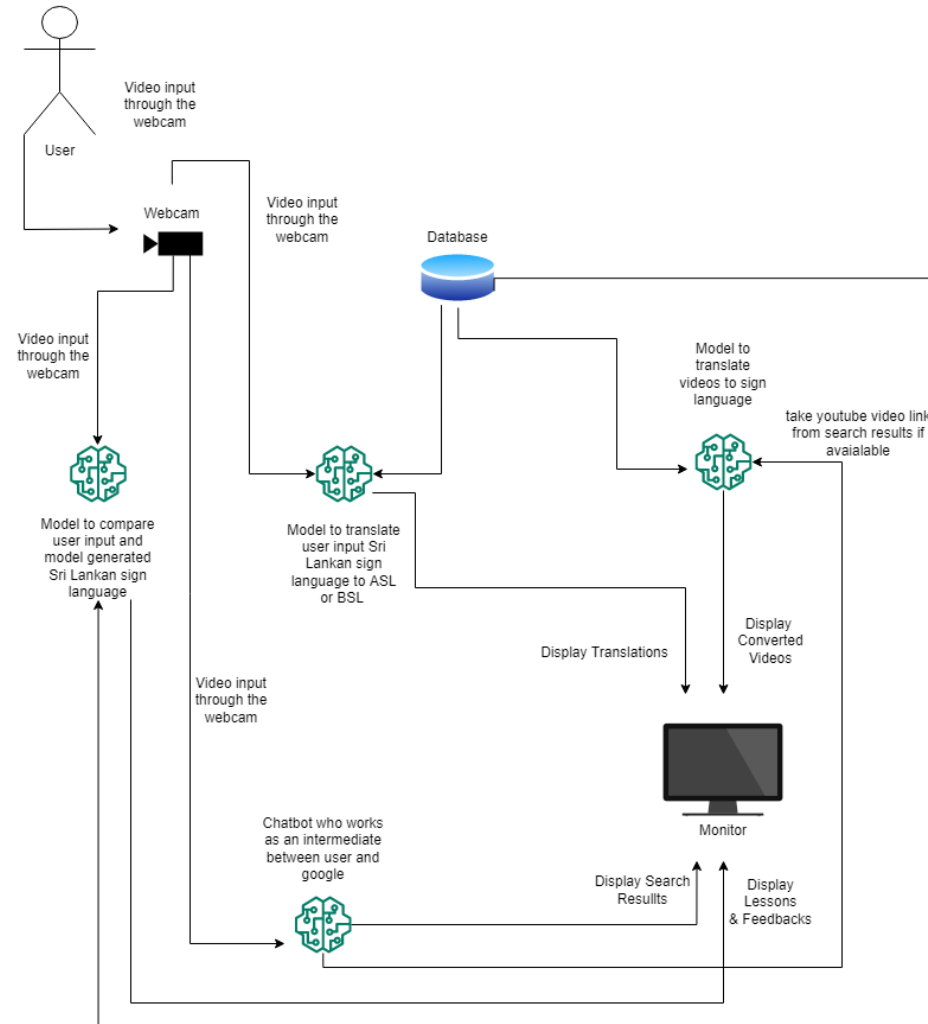 Video input
through the
webcam
User
Webcam
Video input
through the
webcam
Database
Video input
through the
webcam
Model to
translate
videos to sign
language
take youtube video link
from search results if
avaialable
Model to compare
user input and
model generated
Sri Lankan sign
language
Model to translate
user input Sri
Lankan sign
language to ASL
or BSL
Display Translations
Display
Converted
Videos
Video input
through the
webcam
Monitor
Chatbot who works
as an intermediate
between user and
google
Display Search
Resullts
Display
Lessons
& Feedbacks